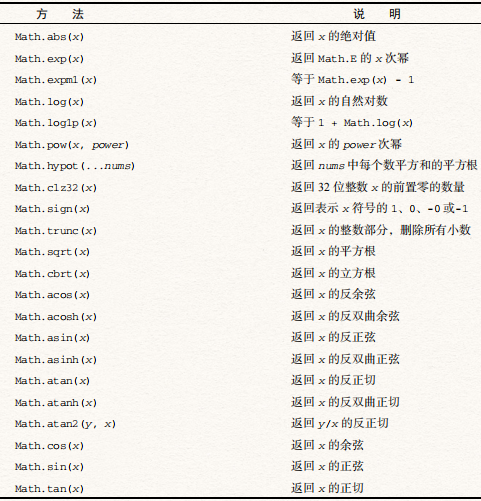 方 法 说 明
Math.abs(x) 返回 x 的绝对值
Math.exp(x) 返回 Math.E 的 x 次幂
Math.expm1(x) 等于 Math.exp(x) - 1
Math.log(x) 返回 x 的自然对数
Math.log1p(x) 等于 1 + Math.log(x)
Math.pow(x, power) 返回 x 的 power 次幂
Math.hypot(...nums) 返回 nums 中每个数平方和的平方根
Math.clz32(x) 返回 32 位整数 x 的前置零的数量
Math.sign(x) 返回表示 x 符号的 1、0、-0 或-1
Math.trunc(x) 返回 x 的整数部分，删除所有小数
Math.sqrt(x) 返回 x 的平方根
Math.cbrt(x) 返回 x 的立方根
Math.acos(x) 返回 x 的反余弦
Math.acosh(x) 返回 x 的反双曲余弦
Math.asin(x) 返回 x 的反正弦
Math.asinh(x) 返回 x 的反双曲正弦
Math.atan(x) 返回 x 的反正切
Math.atanh(x) 返回 x 的反双曲正切
Math.atan2(y, x) 返回 y/x 的反正切
Math.cos(x) 返回 x 的余弦
Math.sin(x) 返回 x 的正弦
Math.tan(x) 返回 x 的正切